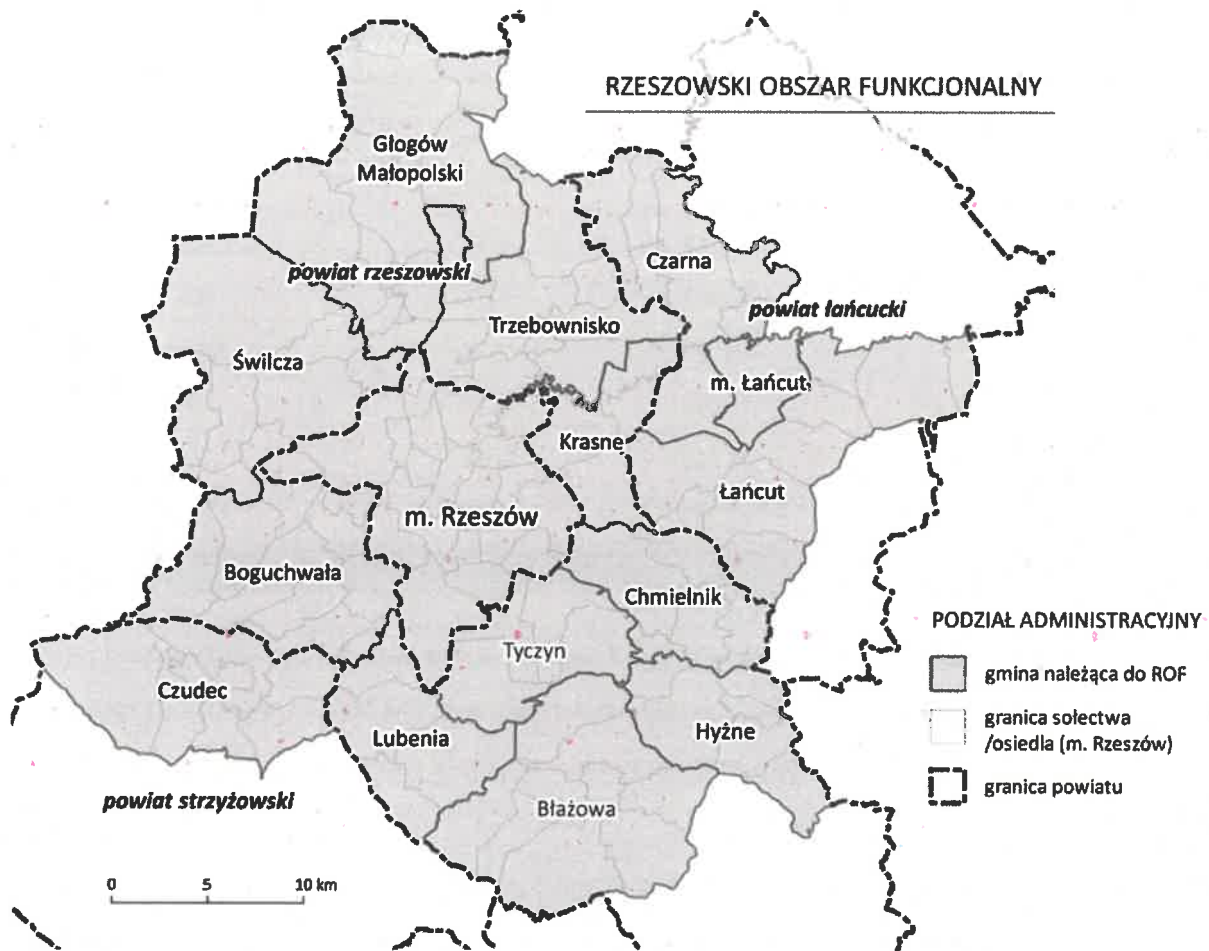 RZESZOWSKI OBSZAR FUNKCJONALNY
Głogów
Małopolski
Czarna
powiat rzeszowski
powiat łańcucki
Trzebownisko
Świlcza
m. Łańcut
Krasne
Łańcut
m. Rzeszów
Boguchwała
Chmielnik
Tyczyn
Czudec
Lubenia
Hyżne
powiat strzyżowski
Błażowa
PODZIAŁ ADMINISTRACYJNY
gmina należąca do ROF
granica sołectwa
/osiedla (m. Rzeszów)
granica powiatu
0 5 10 km